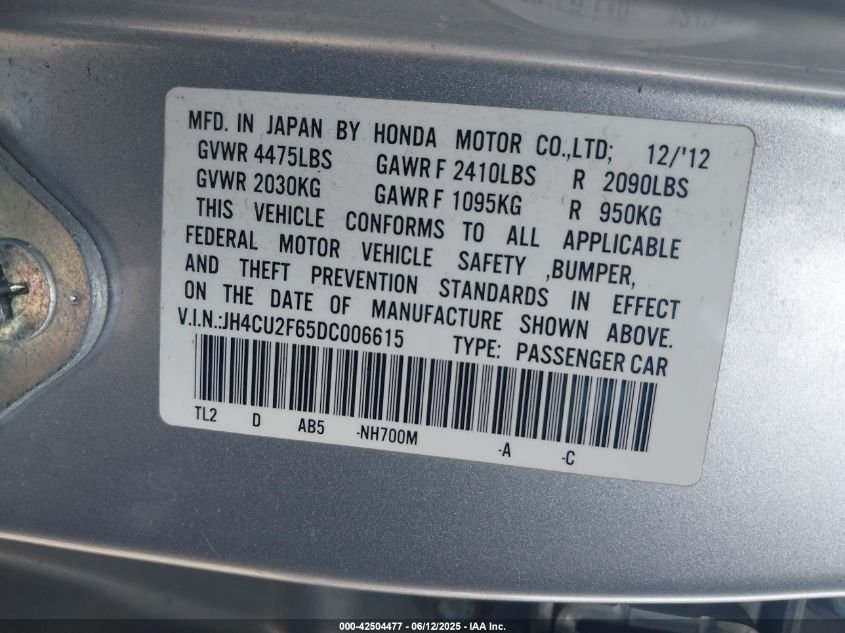 MFD. IN JAPAN BY HONDA MOTOR CO.,LTD; 12/'12
GVWR 4475LBS GAWR F 2410LBS R 2090LBS
GVWR 2030KG GAWR F 1095KG R 950KG
THIS VEHICLE CONFORMS TO ALL APPLICABLE
FEDERAL MOTOR VEHICLE SAFETY ,BUMPER,
AND THEFT PREVENTION STANDARDS IN EFFECT
ON THE DATE OF MANUFACTURE SHOWN ABOVE.
V.I.N.:JH4CU2F65DC006615 TYPE: PASSENGER CAR
TL2 D AB5 -NH700M -A -C
000-42504477 - 06/12/2025 - IAA Inc.